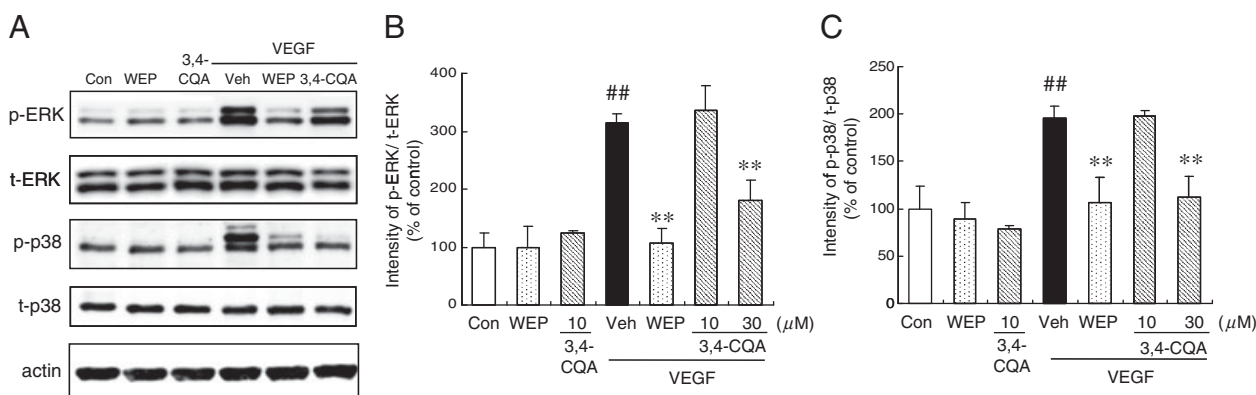 A
VEGF
3,4-
CQA
Con WEP Veh WEP 3,4-CQA
p-ERK
t-ERK
p-p38
t-p38
actin
B
Intensity of p-ERK/ t-ERK
(% of control)
400
300
200
100
0
##
**
**
Con WEP 10 Veh WEP 10 30 (μM)
3,4-
CQA
3,4-CQA
VEGF
C
Intensity of p-p38/ t-p38
(% of control)
250
200
150
100
50
0
##
**
**
Con WEP 10 Veh WEP 10 30 (μM)
3,4-
CQA
3,4-CQA
VEGF